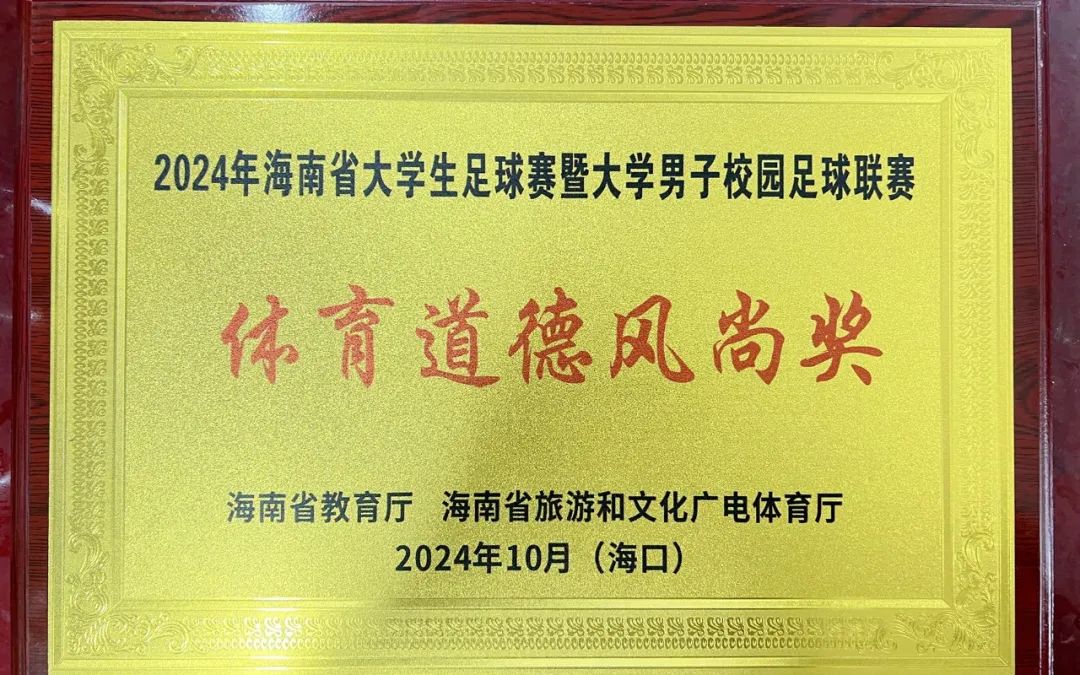 2024年海南省大学生足球赛暨大学男子校园足球联赛
体育道德风尚奖
海南省教育厅 海南省旅游和文化广电体育厅
2024年10月（海口）